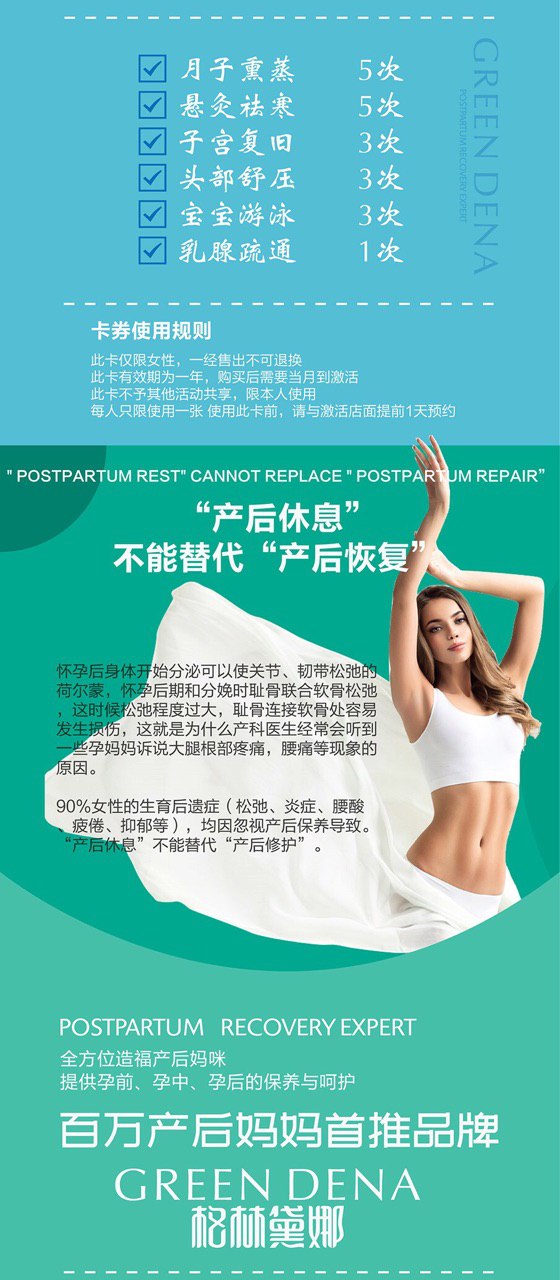 月子熏蒸 5次
悬灸祛寒 5次
子宫复旧 3次
头部舒压 3次
宝宝游泳 3次
乳腺疏通 1次
GREEN DENA
POSTPARTUM RECOVERY EXPERT
卡券使用规则
此卡仅限女性，一经售出不可退换
此卡有效期为一年，购买后需要当月到激活
此卡不予其他活动共享，限本人使用
每人只限使用一张 使用此卡前，请与激活店面提前1天预约
" POSTPARTUM REST" CANNOT REPLACE " POSTPARTUM REPAIR”
“产后休息”
不能替代“产后恢复”
怀孕后身体开始分泌可以使关节、韧带松弛的
荷尔蒙，怀孕后期和分娩时耻骨联合软骨松弛
，这时候松弛程度过大，耻骨连接软骨处容易
发生损伤，这就是为什么产科医生经常会听到
一些孕妈妈诉说大腿根部疼痛，腰痛等现象的
原因。
90%女性的生育后遗症（松弛、炎症、腰酸
、疲倦、抑郁等），均因忽视产后保养导致。
“产后休息”不能替代“产后修护”。
POSTPARTUM RECOVERY EXPERT
全方位造福产后妈咪
提供孕前、孕中、孕后的保养与呵护
百万产后妈妈首推品牌
GREEN DENA
格林黛娜